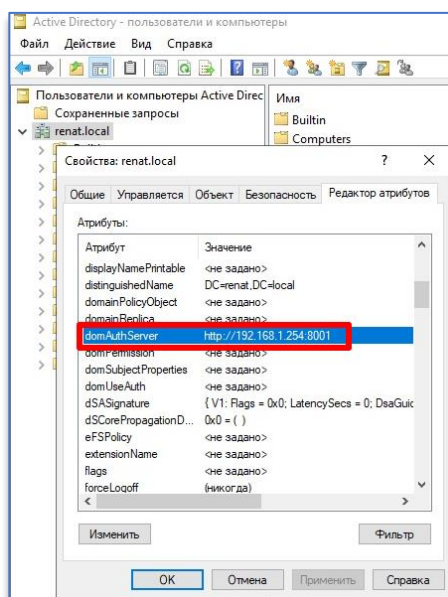 Active Directory - пользователи и компьютеры
Файл Действие Вид Справка
Пользователи и компьютеры Active Direc
Сохраненные запросы
renat.local
Имя
Builtin
Computers
Свойства: renat.local ? ×
Общие Управляется Объект Безопасность Редактор атрибутов
Атрибуты:
Атрибут Значение
displayNamePrintable <не задано>
distinguishedName DC=renat,DC=local
domainPolicyObject <не задано>
domainReplica <не задано>
domAuthServer http://192.168.1.254:8001
domPermission <не задано>
domSubjectProperties <не задано>
domUseAuth <не задано>
dSASignature { V1: Flags = 0x0; LatencySecs = 0; DsaGuic
dSCorePropagationD... 0x0 = ( )
eFSPolicy <не задано>
extensionName <не задано>
flags <не задано>
forceLogoff (никогда)
Изменить Фильтр
OK Отмена Применить Справка